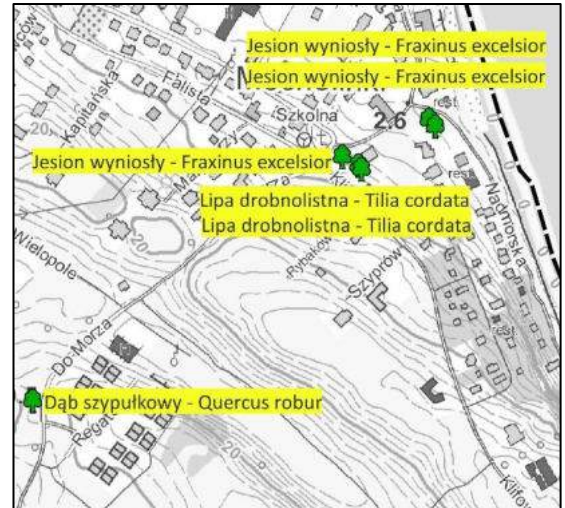 Jesion wyniosły - Fraxinus excelsior
Jesion wyniosły - Fraxinus excelsior
Falista
Kapitańska
20
Szkolna
2.6
rest.
Jesion wyniosły - Fraxinus excelsior
Lipa drobnolistna - Tilia cordata
Lipa drobnolistna - Tilia cordata
rest.
Nadmorska
Wielopole
20
Rybaków
Szyprów
rest.
Do Morza
Dąb szypułkowy - Quercus robur
20
Klifowa